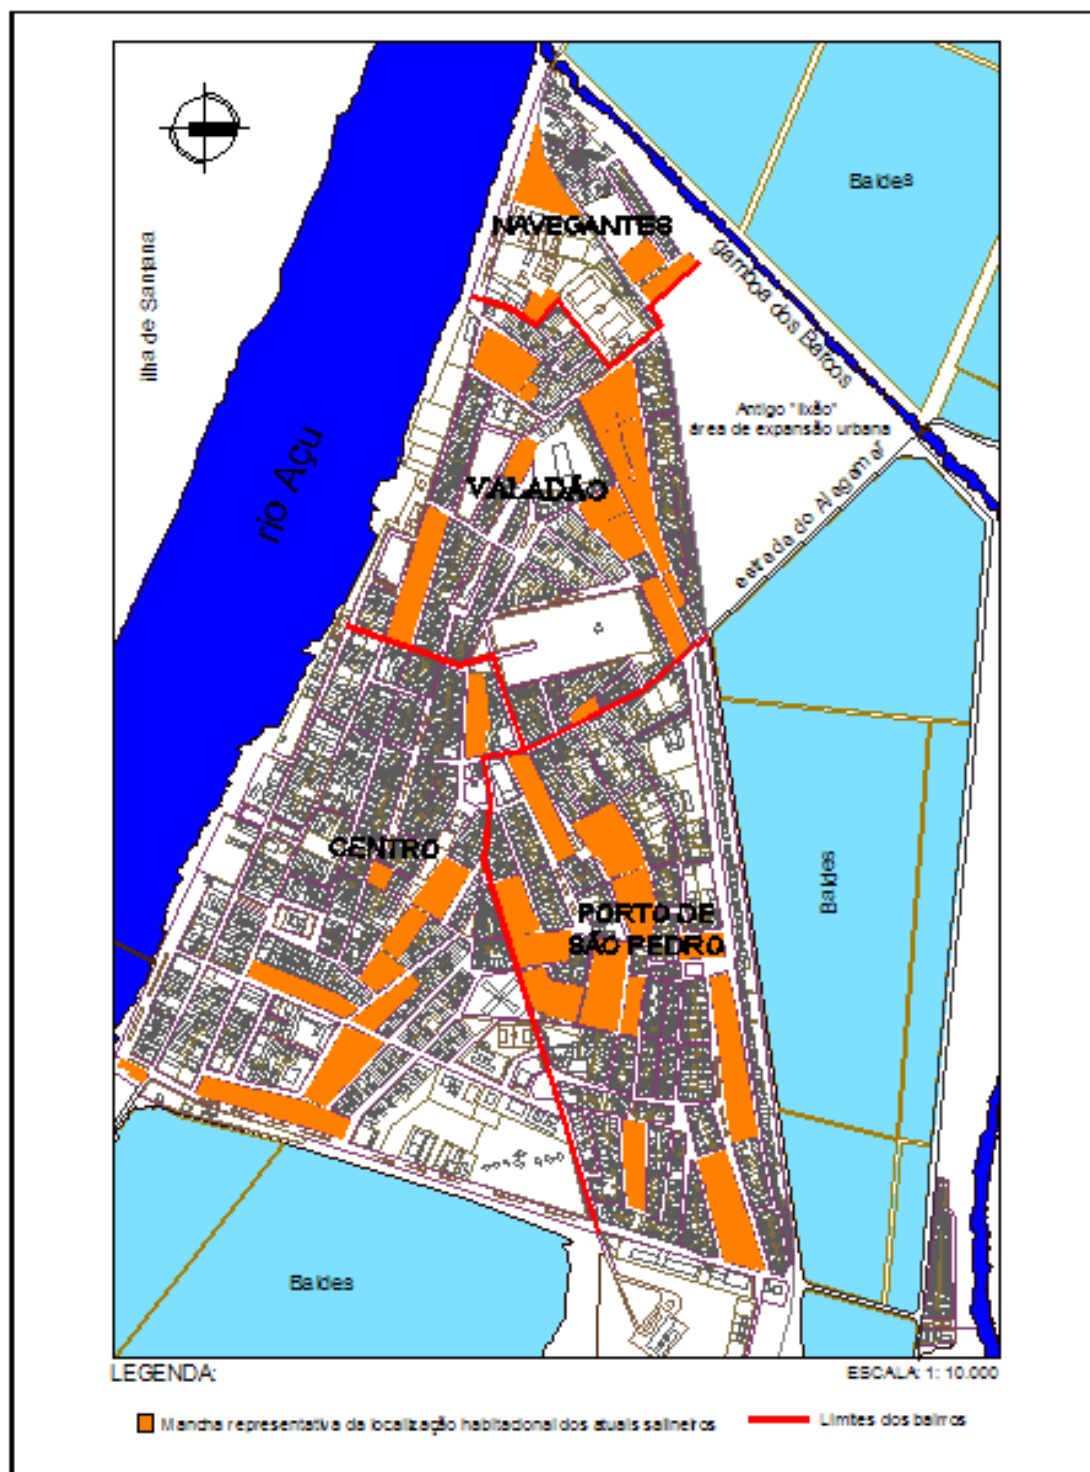 Baldes
NAVEGANTES
ilha de Santana
gamboa dos Barcos
Antigo "lixão"
área de expansão urbana
rio Açu
VALADÃO
estrada do Alagamar
CENTRO
Baldes
PORTO DE
SÃO PEDRO
Baldes
LEGENDA:
ESCALA: 1: 10.000
Mancha representativa da localização habitacional dos atuais salineiros
Limites dos bairros